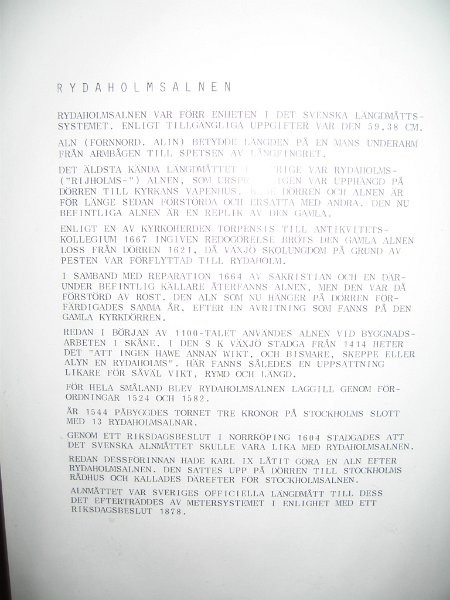 RYDAHOLMSALNEN
RYDAHOLMSALNEN VAR FÖRR ENHETEN I DET SVENSKA LÄNGDMÅTTS-
SYSTEMET. ENLIGT TILLGÄNGLIGA UPPGIFTER VAR DEN 59,38 CM.
ALN (FORNNORD. ALIN) BETYDDE LÄNGDEN PÅ EN MANS UNDERARM
FRÅN ARMBÅGEN TILL SPETSEN AV LÅNGFINGRET.
DET ÄLDSTA KÄNDA LÄNGDMÅTTET VAR RYDAHOLMS-
("RIJHOLMS-") ALNEN, SOM VAR UPPHÄNGD PÅ
DÖRREN TILL KYRKANS VAPENHUS. DÖRREN OCH ALNEN ÄR
FÖR LÄNGE SEDAN FÖRSTÖRDA OCH ERSATTA MED ANDRA. DEN NU
BEFINTLIGA ALNEN ÄR EN REPLIK AV DEN GAMLA.
ENLIGT EN AV KYRKOHERDEN TORPENSIS TILL ANTIKVITETS-
KOLLEGIUM 1667 INGIVEN REDOGÖRELSE BRÖTS DEN GAMLA ALNEN
LOSS FRÅN DÖRREN 1621, DÅ VÄXJÖ SKOLUNGDOM PÅ GRUND AV
PESTEN VAR FÖRFLYTTAD TILL RYDAHOLM.
I SAMBAND MED REPARATION 1664 AV SAKRISTIAN OCH EN DÄR-
UNDER BEFINTLIG KÄLLARE ÅTERFANNS ALNEN, MEN DEN VAR DÅ
FÖRSTÖRD AV ROST. DEN ALN SOM NU HÄNGER PÅ DÖRREN FÖR-
FÄRDIGADES SAMMA ÅR, EFTER EN AVRITNING SOM FANNS PÅ DEN
GAMLA KYRKDÖRREN.
REDAN I BÖRJAN AV 1100-TALET ANVÄNDES ALNEN VID BYGGNADS-
ARBETEN I SKÅNE. I DEN S K VÄXJÖ STADGA FRÅN 1414 HETER
DET "ATT INGEN HAWE ANNAN WIKT, OCH BISMARE, SKEPPE ELLER
ALYN EN RYDAHOLMS". HÄR FANNS SÅLEDES EN UPPSÄTTNING
LIKARE FÖR SÅVÄL VIKT, RYMD OCH LÄNGD.
FÖR HELA SMÅLAND BLEV RYDAHOLMSALNEN LAGGILL GENOM FÖR-
ORDNINGAR 1524 OCH 1582.
ÅR 1544 PÅBYGGDES TORNET TRE KRONOR PÅ STOCKHOLMS SLOTT
MED 13 RYDAHOLMSALNAR.
GENOM ETT RIKSDAGSBESLUT I NORRKÖPING 1604 STADGADES ATT
DET SVENSKA ALNMÅTTET SKULLE VARA LIKA MED RYDAHOLMSALNEN.
REDAN DESSFÖRINNAN HADE KARL IX LÅTIT GÖRA EN ALN EFTER
RYDAHOLMSALNEN. DEN SATTES UPP PÅ DÖRREN TILL STOCKHOLMS
RÅDHUS OCH KALLADES DÄREFTER FÖR STOCKHOLMSALNEN.
ALNMÅTTET VAR SVERIGES OFFICIELLA LÄNGDMÅTT TILL DESS
DET EFTERTRÄDDES AV METERSYSTEMET I ENLIGHET MED ETT
RIKSDAGSBESLUT 1878.